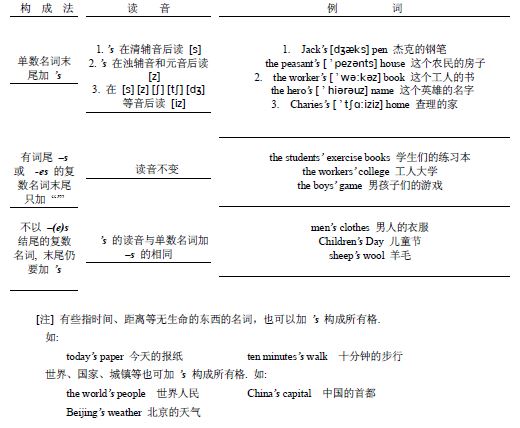 构 成 法 读 音 例 词
单数名词末
尾加 ’s
1. ’s 在清辅音后读 [s]
2. ’s 在浊辅音和元音后读
[z]
3. 在 [s] [z] [ʃ] [tʃ] [dʒ]
等音后读 [iz]
1. Jack’s [dʒæks] pen 杰克的钢笔
the peasant’s [ ’ pezənts] house 这个农民的房子
2. the worker’s [ ’ wə:kəz] book 这个工人的书
the hero’s [ ’ hiərəuz] name 这个英雄的名字
3. Charies’s [ ’ tʃɑ:iziz] home 查理的家
有词尾 –s
或 -es 的复
数名词末尾
只加 “’”
读音不变
the students’ exercise books 学生们的练习本
the workers’ college 工人大学
the boys’ game 男孩子们的游戏
不以 –(e)s
结尾的复数
名词, 末尾仍
要加 ’s
’s 的读音与单数名词加
–s 的相同
men’s clothes 男人的衣服
Children’s Day 儿童节
sheep’s wool 羊毛
[注] 有些指时间、距离等无生命的东西的名词，也可以加 ’s 构成所有格.
如:
today’s paper 今天的报纸 ten minutes’s walk 十分钟的步行
世界、国家、城镇等也可加 ’s 构成所有格. 如:
the world’s people 世界人民 China’s capital 中国的首都
Beijing’s weather 北京的天气